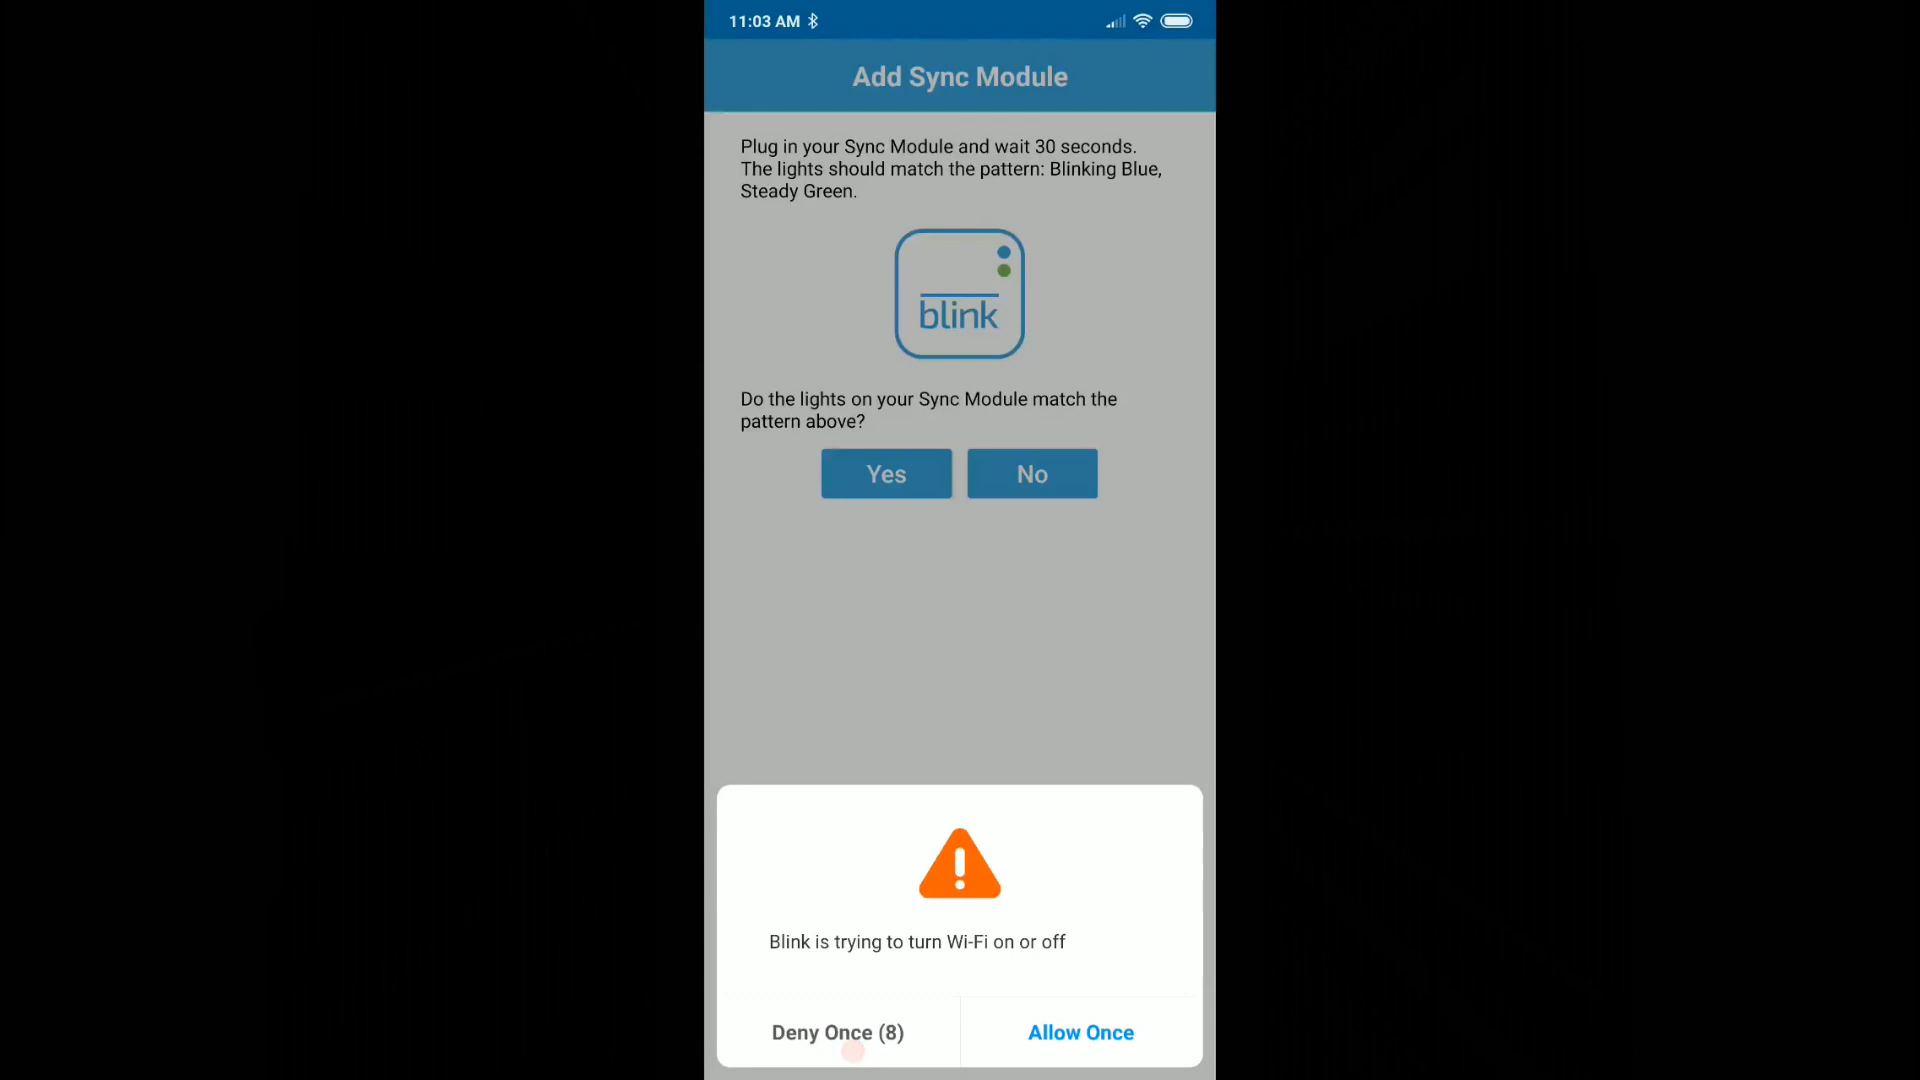 11:03 AM
Add Sync Module
Plug in your Sync Module and wait 30 seconds.
The lights should match the pattern: Blinking Blue,
Steady Green.
blink
Do the lights on your Sync Module match the
pattern above?
Yes No
Blink is trying to turn Wi-Fi on or off
Deny Once (8) Allow Once